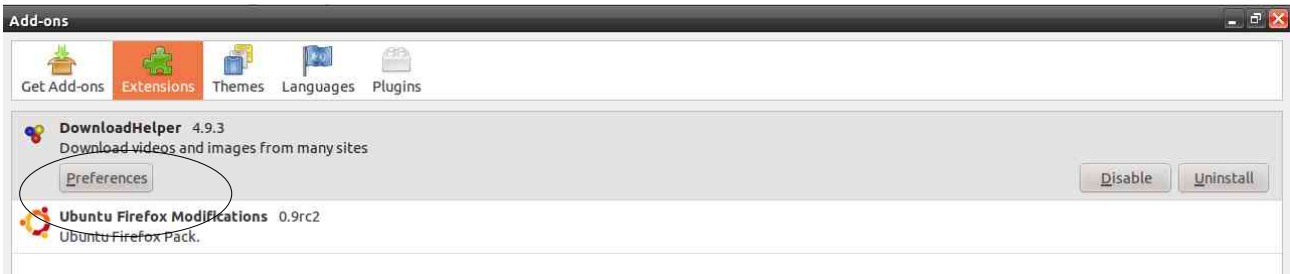 Add-ons
Get Add-ons Extensions Themes Languages Plugins
DownloadHelper 4.9.3
Download videos and images from many sites
Preferences Disable Uninstall
Ubuntu Firefox Modifications 0.9rc2
Ubuntu Firefox Pack.